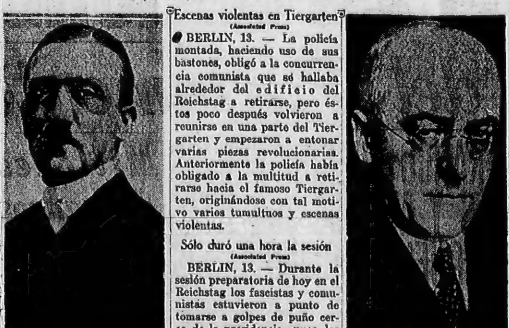 Escenas violentas en Tiergarten
(Associated Press)
BERLIN, 13. — La policía
montada, haciendo uso de sus
bastones, obligó a la concurren-
cia comunista que se hallaba
alrededor del edificio del
Reichstag a retirarse, pero és-
tos poco después volvieron a
reunirse en una parte del Tier-
garten y empezaron a entonar
varias piezas revolucionarias.
Anteriormente la policía había
obligado a la multitud a reti-
rarse hacia el famoso Tiergar-
ten, originándose con tal moti-
vo varios tumultuos y escenas
violentas.
Sólo duró una hora la sesión
(Associated Press)
BERLIN, 13. — Durante la
sesión preparatoria de hoy en el
Reichstag los fascistas y comu-
nistas estuvieron a punto de
tomarse a golpes de puño cer-